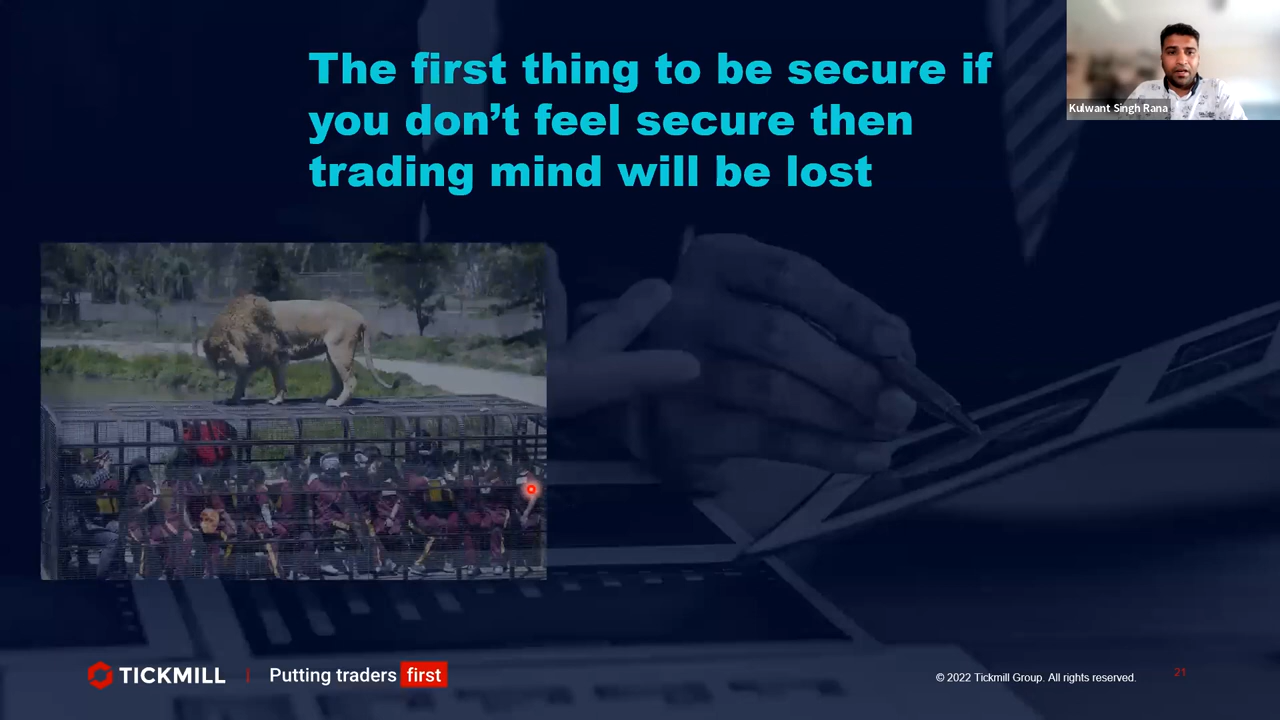 The first thing to be secure if
you don’t feel secure then
trading mind will be lost
Kulwant Singh Rana
TICKMILL | Putting traders first
© 2022 Tickmill Group. All rights reserved.
21